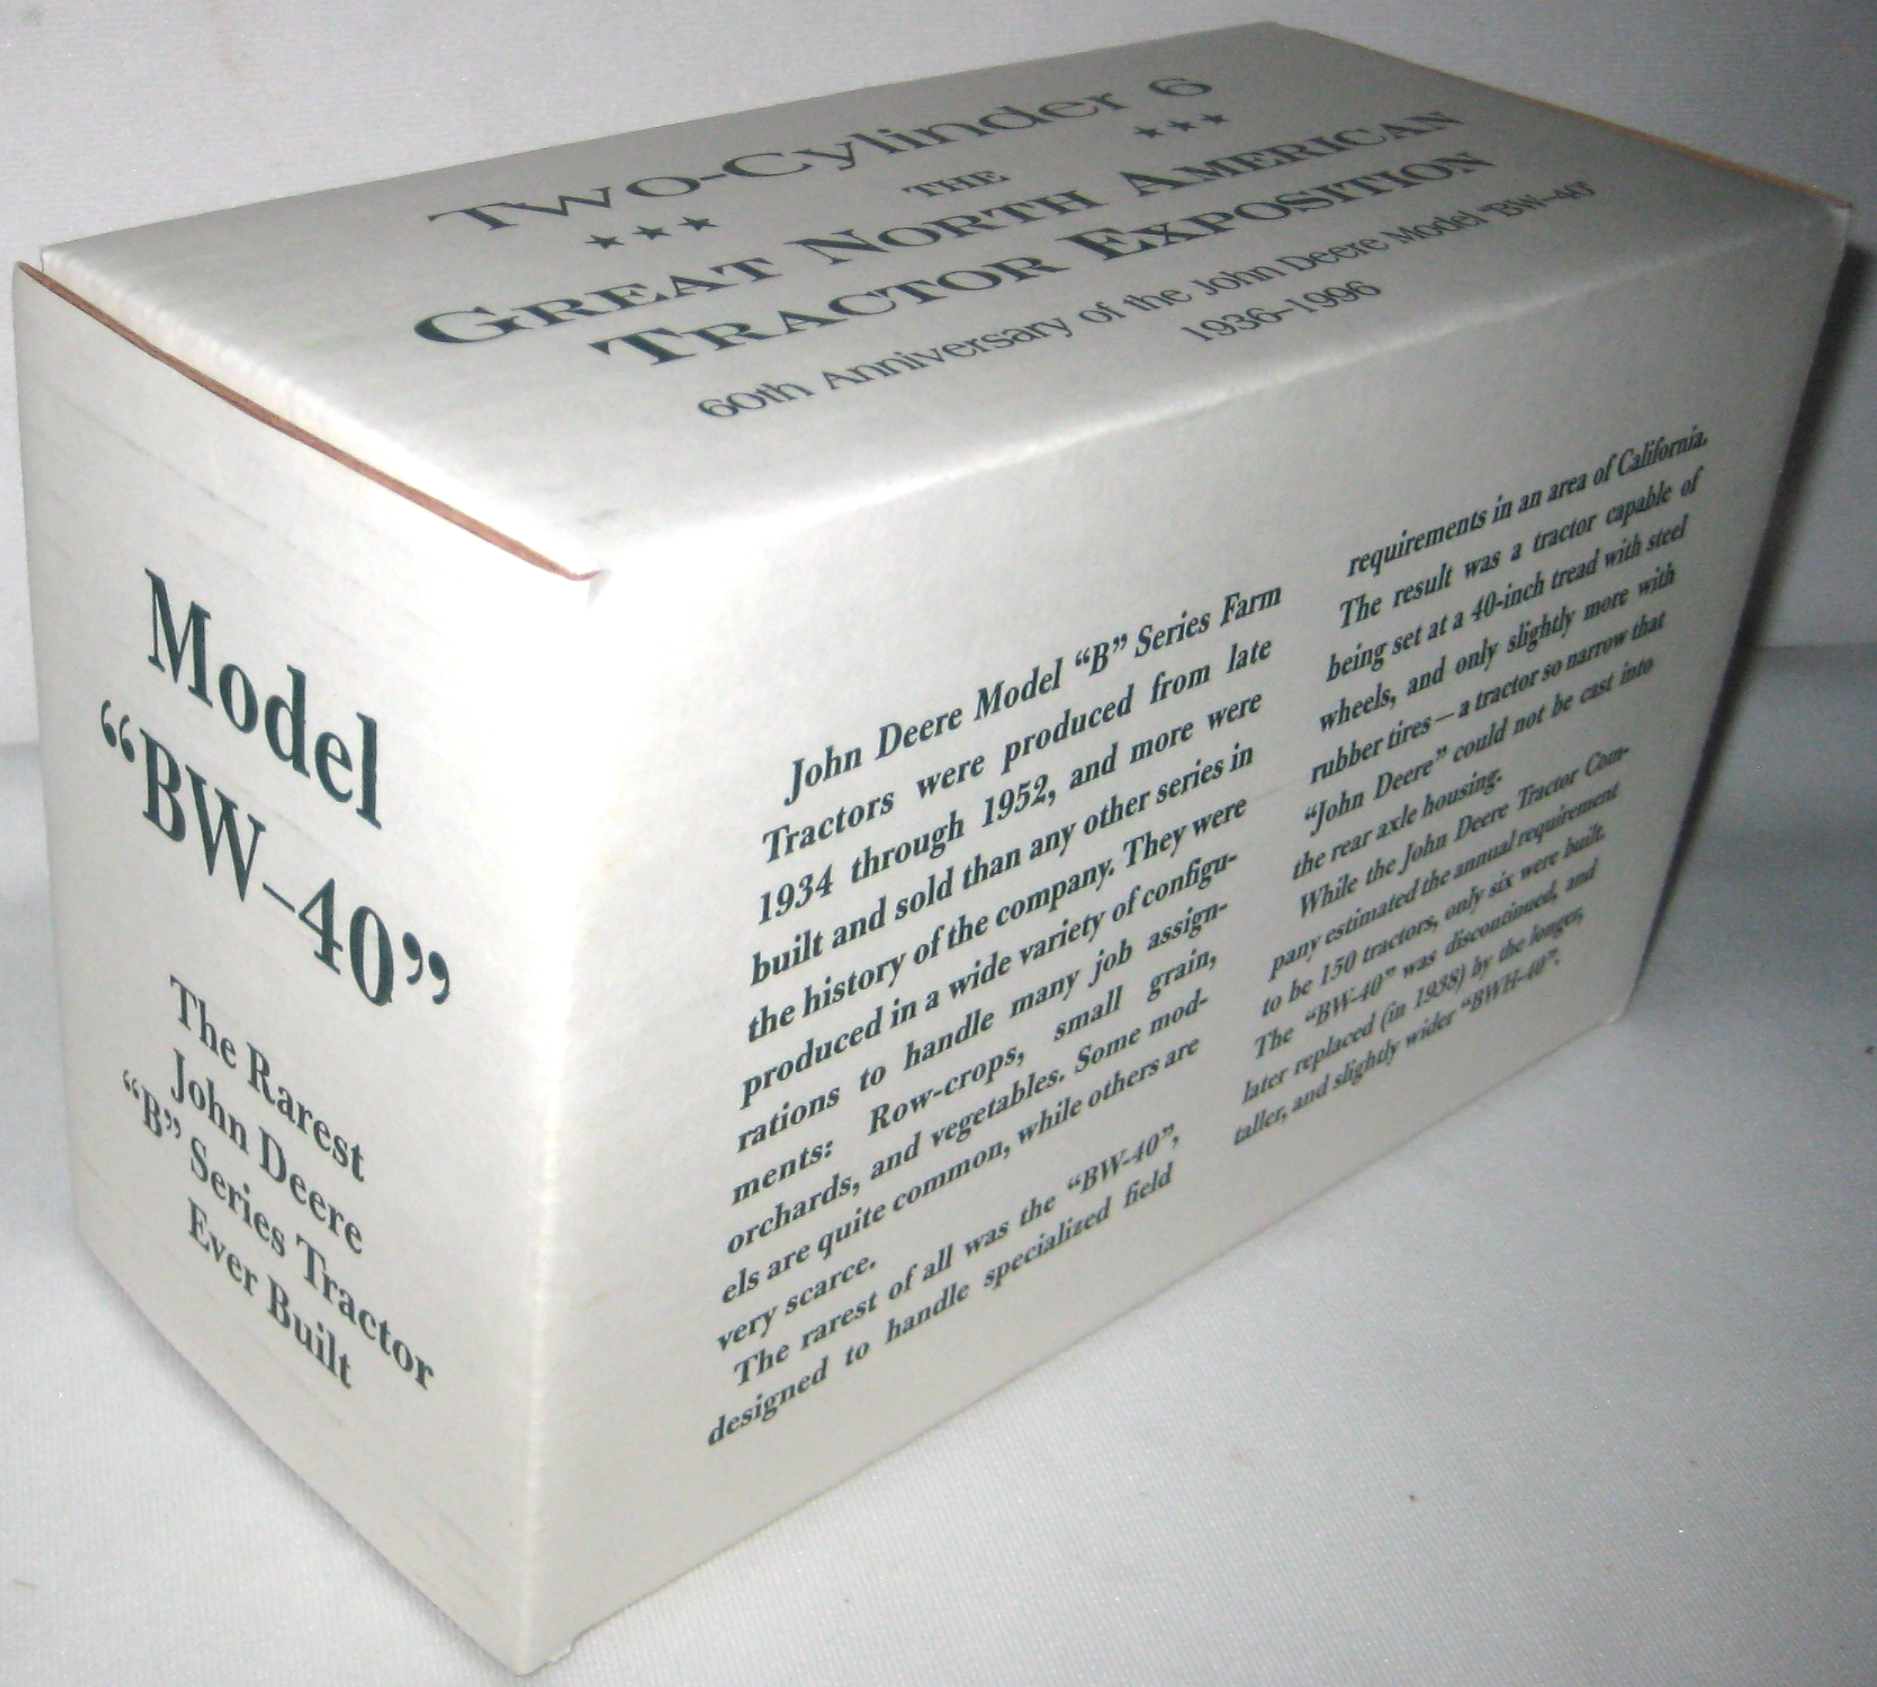 Two-Cylinder 6
★★★ THE ★★★
GREAT NORTH AMERICAN
TRACTOR EXPOSITION
60th Anniversary of the John Deere Model "BW-40"
1936-1996
Model
“BW–40”
The Rarest
John Deere
“B” Series Tractor
Ever Built
John Deere Model “B” Series Farm
Tractors were produced from late
1934 through 1952, and more were
built and sold than any other series in
the history of the company. They were
produced in a wide variety of configu-
rations to handle many job assign-
ments: Row-crops, small grain,
orchards, and vegetables. Some mod-
els are quite common, while others are
very scarce.
The rarest of all was the “BW-40”,
designed to handle specialized field
requirements in an area of California.
The result was a tractor capable of
being set at a 40-inch tread with steel
wheels, and only slightly more with
rubber tires—a tractor so narrow that
“John Deere” could not be cast into
the rear axle housing.
While the John Deere Tractor Com-
pany estimated the annual requirement
to be 150 tractors, only six were built.
The “BW-40” was discontinued, and
later replaced (in 1938) by the longer,
taller, and slightly wider “BWH-40”.